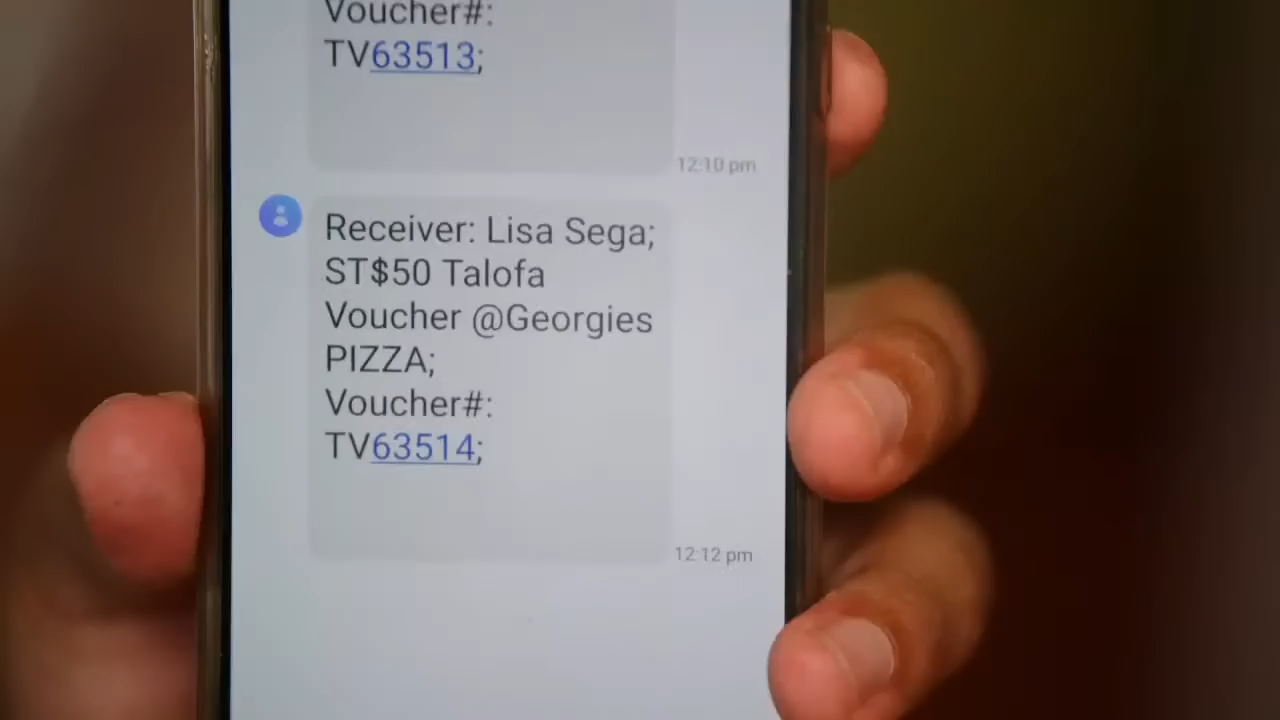 Voucher#:
TV63513;
12:10 pm
Receiver: Lisa Sega;
ST$50 Talofa
Voucher @Georgies
PIZZA;
Voucher#:
TV63514;
12:12 pm